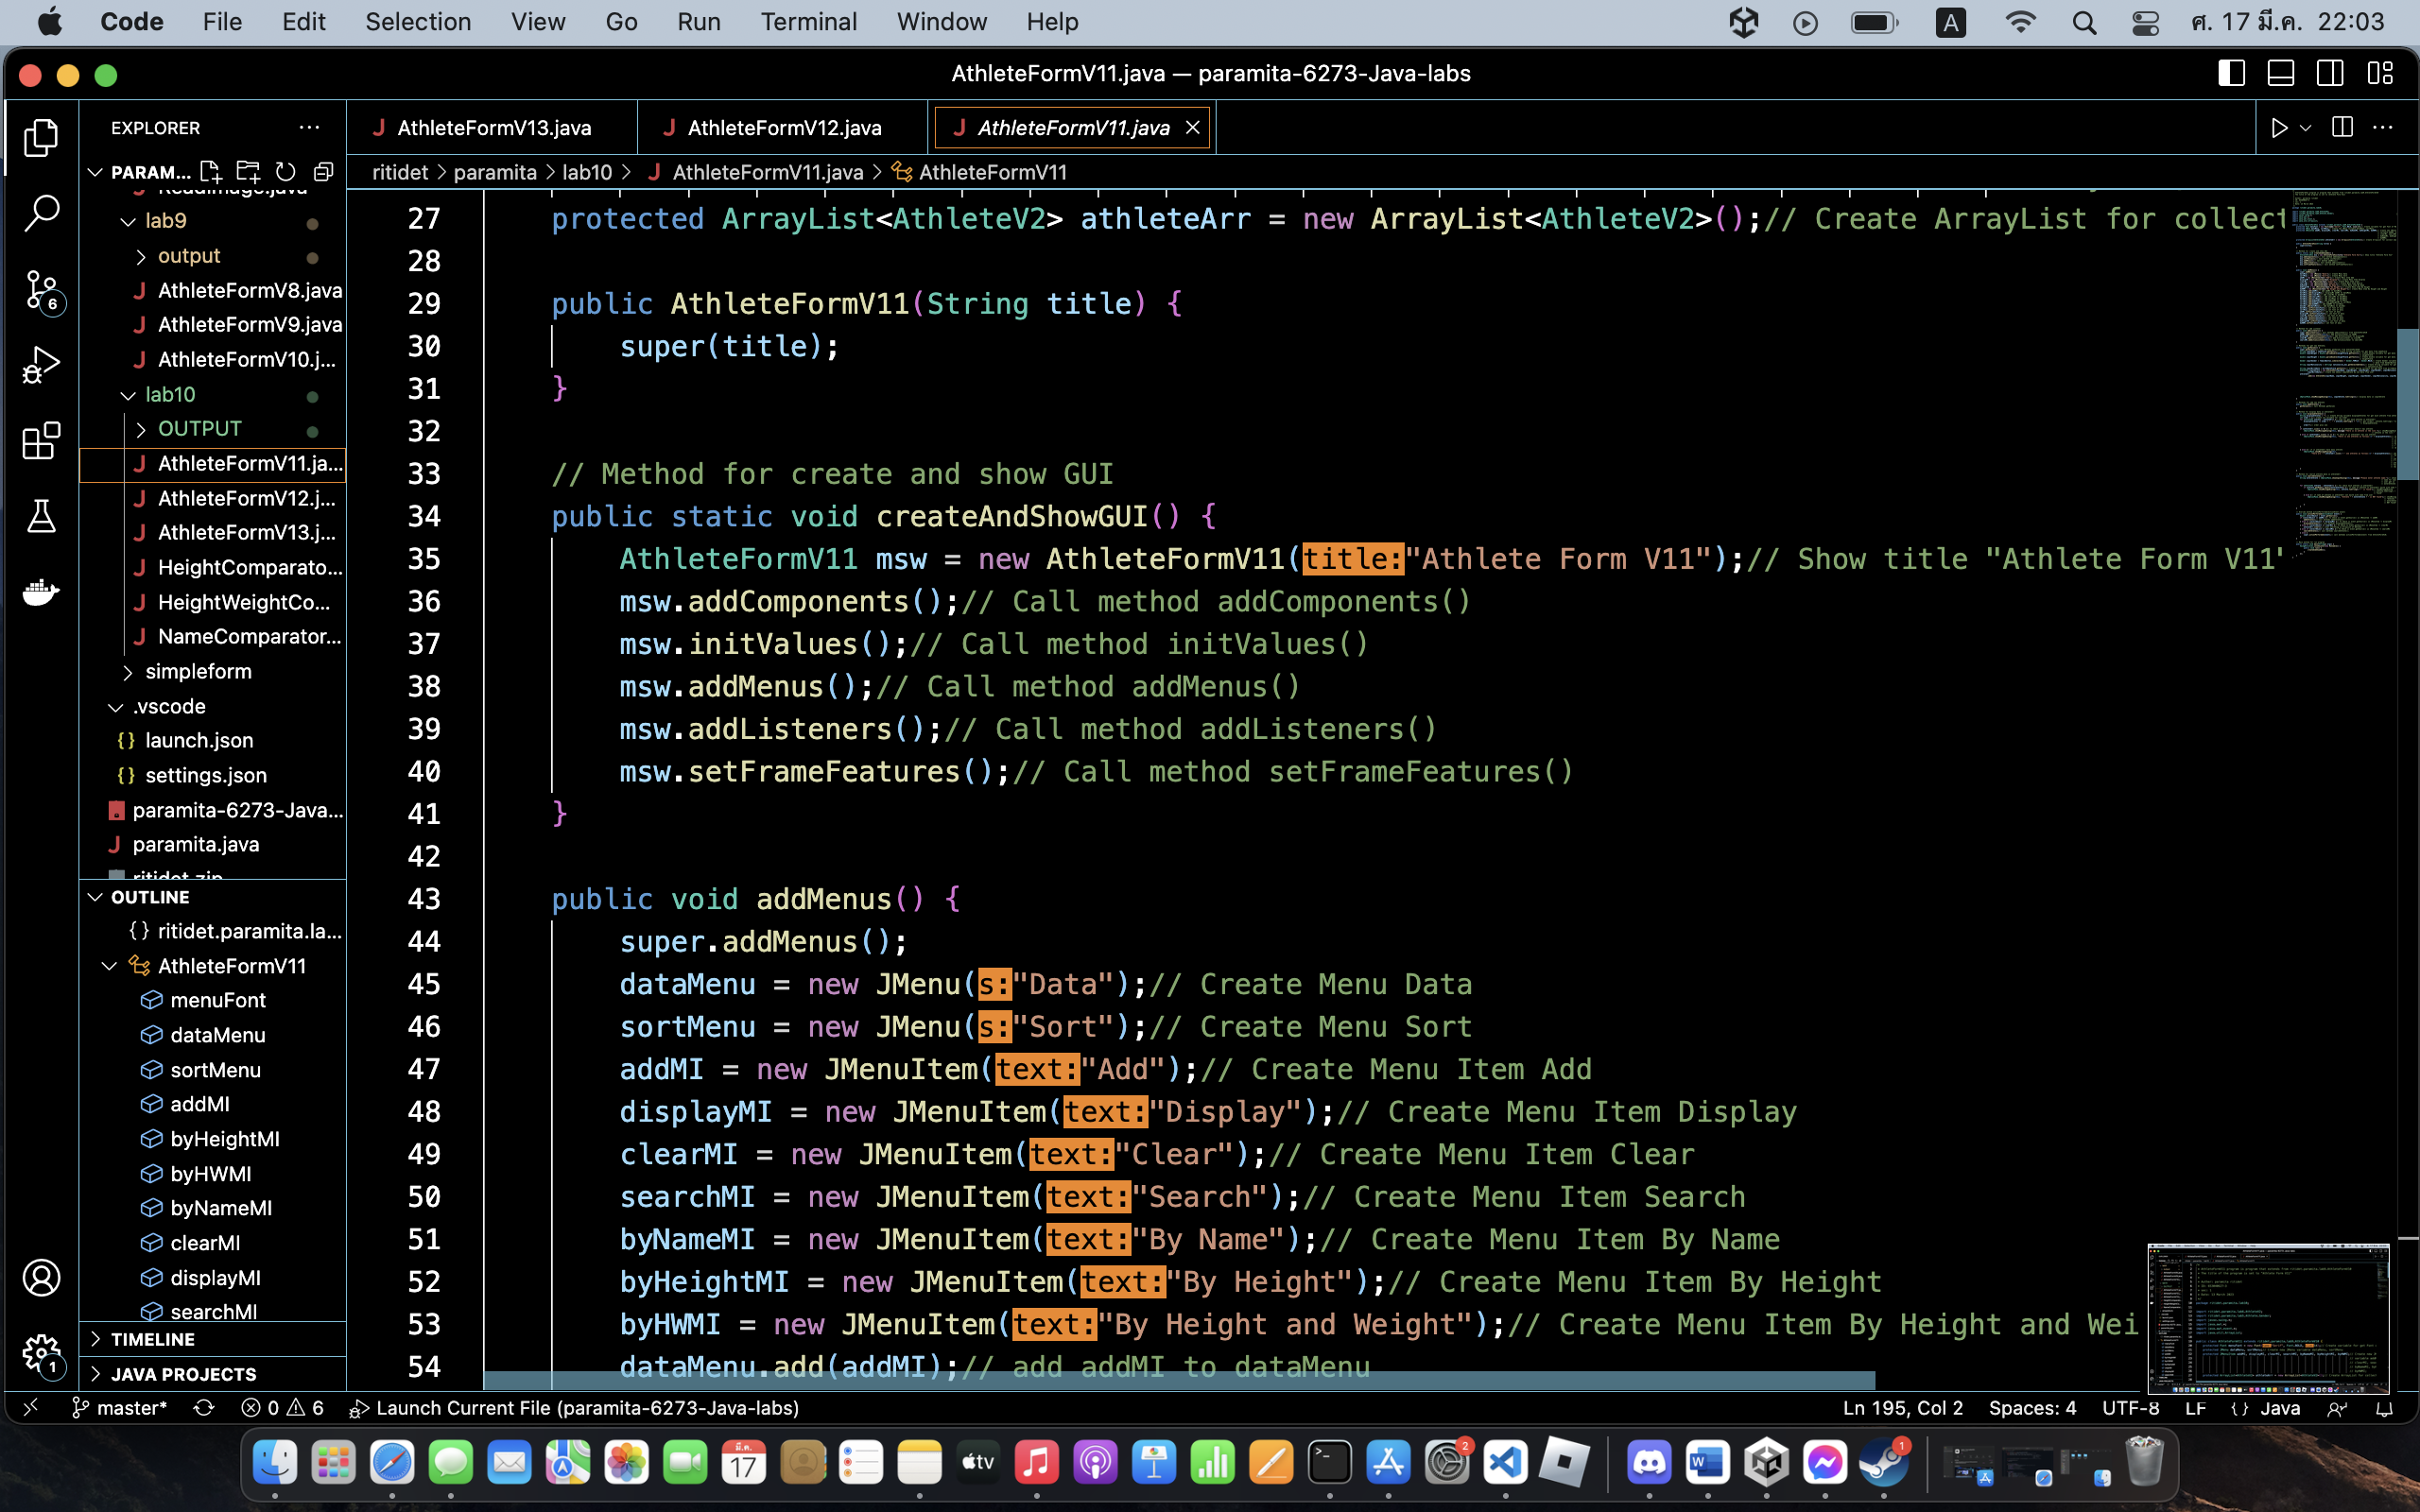 Code File Edit Selection View Go Run Terminal Window Help A ศ. 17 มี.ค. 22:03
AthleteFormV11.java — paramita-6273-Java-labs
EXPLORER
PARAM...
ReadImage.java
lab9
output
AthleteFormV8.java
AthleteFormV9.java
AthleteFormV10.j...
lab10
OUTPUT
AthleteFormV11.ja...
AthleteFormV12.j...
AthleteFormV13.j...
HeightComparato...
HeightWeightCo...
NameComparator...
simpleform
.vscode
{} launch.json
{} settings.json
paramita-6273-Java...
paramita.java
ritidet.zip
OUTLINE
{} ritidet.paramita.la...
AthleteFormV11
menuFont
dataMenu
sortMenu
addMI
byHeightMI
byHWMI
byNameMI
clearMI
displayMI
searchMI
TIMELINE
JAVA PROJECTS
6
1
J AthleteFormV13.java J AthleteFormV12.java J AthleteFormV11.java
ritidet > paramita > lab10 > J AthleteFormV11.java > AthleteFormV11
27 protected ArrayList<AthleteV2> athleteArr = new ArrayList<AthleteV2>();// Create ArrayList for collect
28
29 public AthleteFormV11(String title) {
30 super(title);
31 }
32
33 // Method for create and show GUI
34 public static void createAndShowGUI() {
35 AthleteFormV11 msw = new AthleteFormV11(title:"Athlete Form V11");// Show title "Athlete Form V11"
36 msw.addComponents();// Call method addComponents()
37 msw.initValues();// Call method initValues()
38 msw.addMenus();// Call method addMenus()
39 msw.addListeners();// Call method addListeners()
40 msw.setFrameFeatures();// Call method setFrameFeatures()
41 }
42
43 public void addMenus() {
44 super.addMenus();
45 dataMenu = new JMenu(s:"Data");// Create Menu Data
46 sortMenu = new JMenu(s:"Sort");// Create Menu Sort
47 addMI = new JMenuItem(text:"Add");// Create Menu Item Add
48 displayMI = new JMenuItem(text:"Display");// Create Menu Item Display
49 clearMI = new JMenuItem(text:"Clear");// Create Menu Item Clear
50 searchMI = new JMenuItem(text:"Search");// Create Menu Item Search
51 byNameMI = new JMenuItem(text:"By Name");// Create Menu Item By Name
52 byHeightMI = new JMenuItem(text:"By Height");// Create Menu Item By Height
53 byHWMI = new JMenuItem(text:"By Height and Weight");// Create Menu Item By Height and Wei
54 dataMenu.add(addMI);// add addMI to dataMenu
master* 0 6 Launch Current File (paramita-6273-Java-labs) Ln 195, Col 2 Spaces: 4 UTF-8 LF {} Java
มี.ค.
17
tv
2
W
1